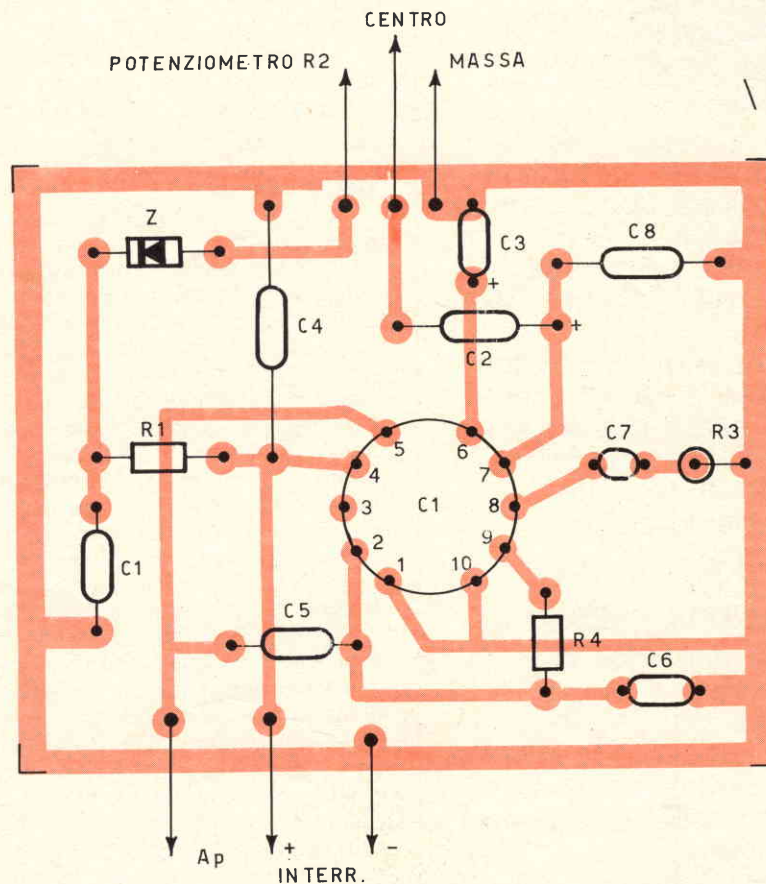 CENTRO
POTENZIOMETRO R2
MASSA
Z
C3
C8
+
C4
C2
+
R1
5
6
C7
R3
4
7
3
C1
8
2
9
C1
1
10
C5
R4
C6
Ap
+
-
INTERR.